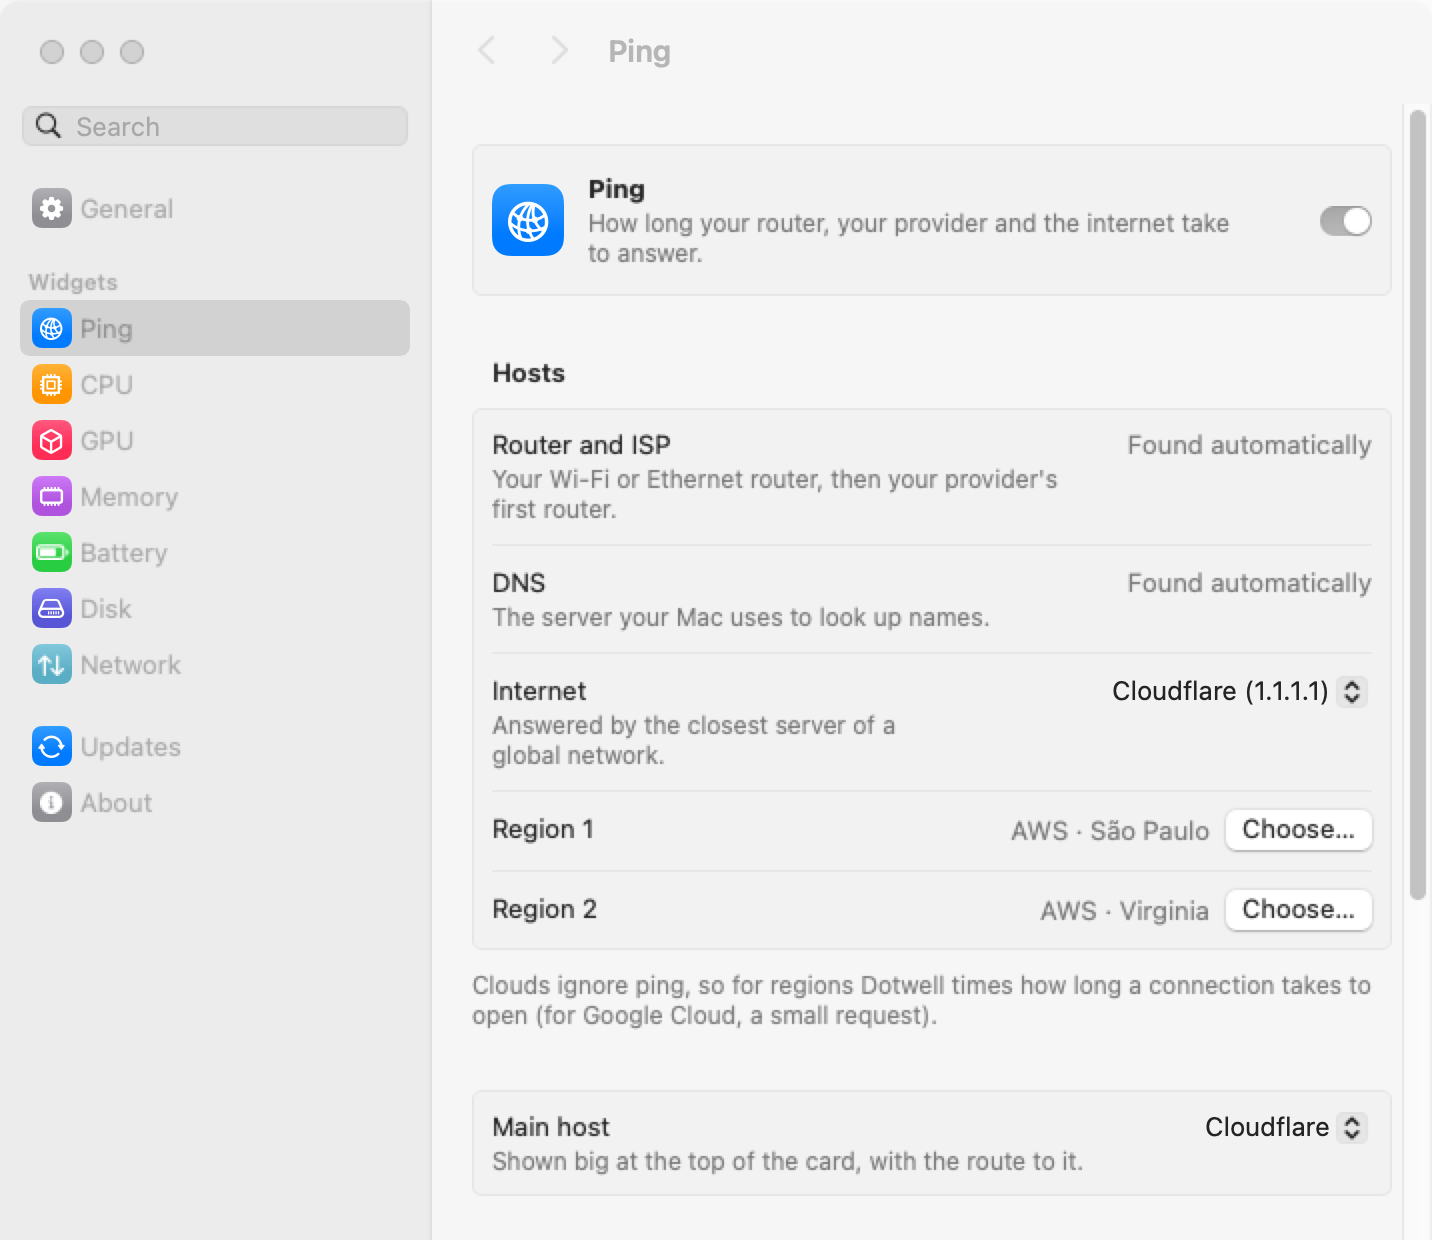 Ping
Search
General
Widgets
Ping
CPU
GPU
Memory
Battery
Disk
Network
Updates
About
Ping
How long your router, your provider and the internet take
to answer.
Hosts
Router and ISP
Found automatically
Your Wi-Fi or Ethernet router, then your provider's
first router.
DNS
Found automatically
The server your Mac uses to look up names.
Internet
Cloudflare (1.1.1.1)
Answered by the closest server of a
global network.
Region 1
AWS · São Paulo
Choose...
Region 2
AWS · Virginia
Choose...
Clouds ignore ping, so for regions Dotwell times how long a connection takes to
open (for Google Cloud, a small request).
Main host
Cloudflare
Shown big at the top of the card, with the route to it.